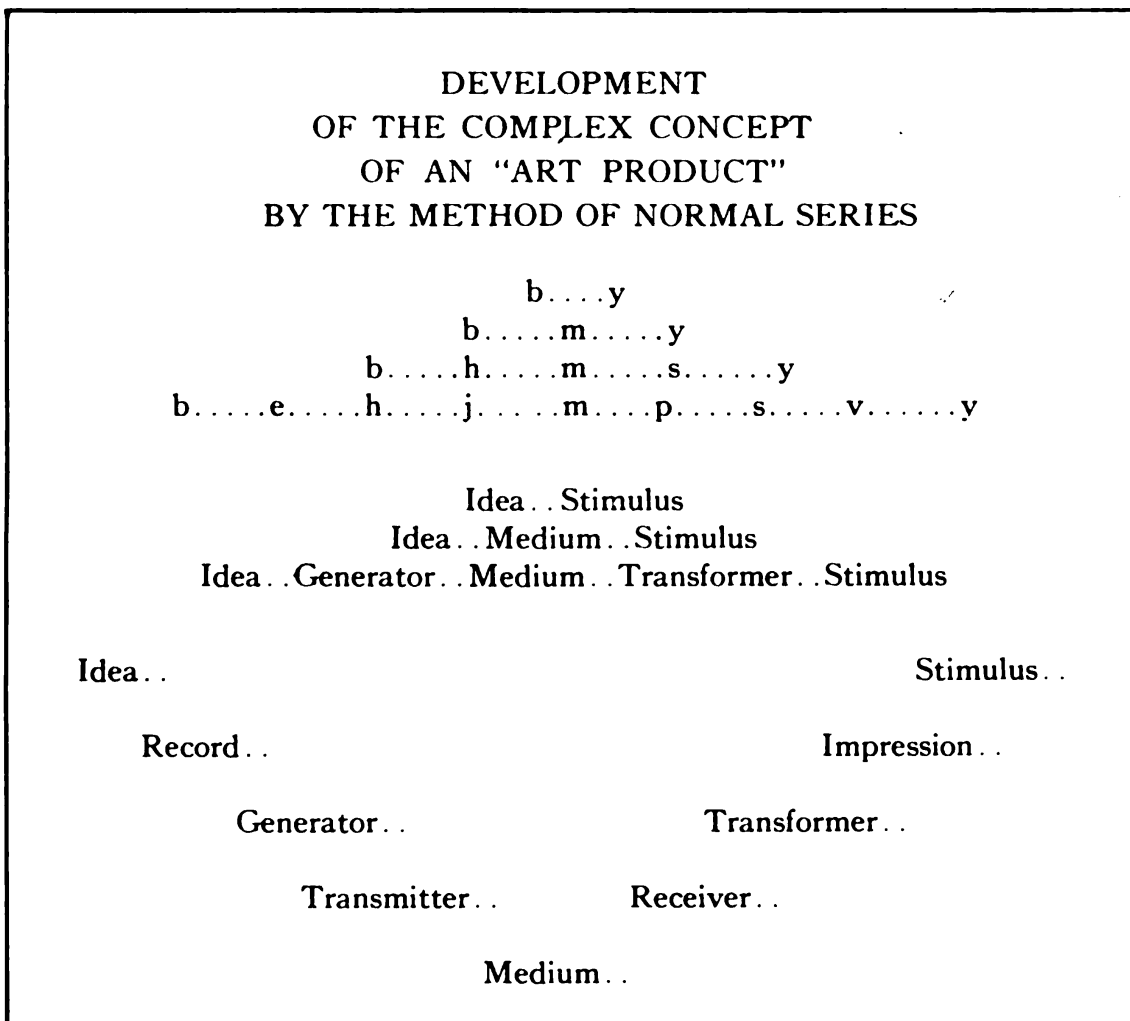 DEVELOPMENT
OF THE COMPLEX CONCEPT
OF AN “ART PRODUCT”
BY THE METHOD OF NORMAL SERIES
b....y
b.....m.....y
b.....h.....m.....s......y
b.....e.....h.....j......m....p.....s.....v......y
Idea..Stimulus
Idea..Medium..Stimulus
Idea..Generator..Medium..Transformer..Stimulus
Idea.. Stimulus..
Record.. Impression..
Generator.. Transformer..
Transmitter.. Receiver..
Medium..